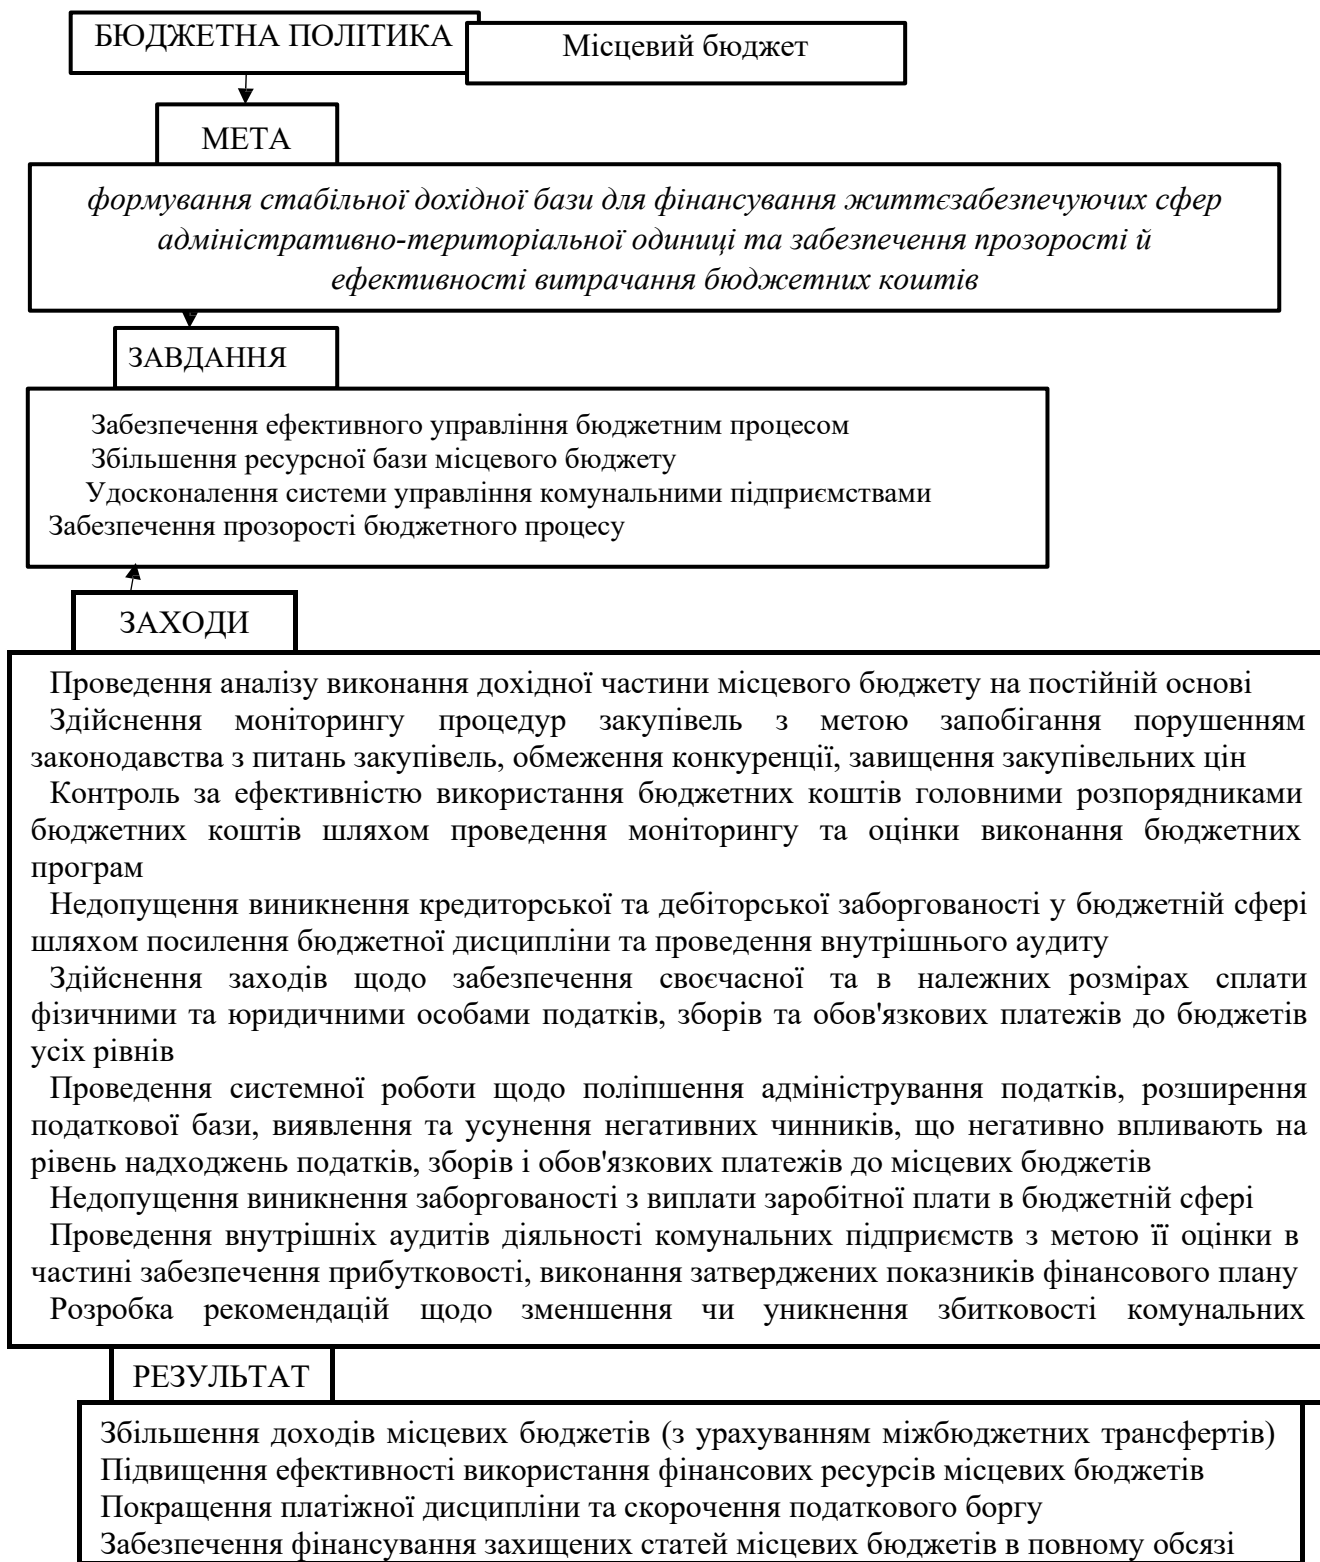 БЮДЖЕТНА ПОЛІТИКА
Місцевий бюджет
МЕТА
формування стабільної дохідної бази для фінансування життєзабезпечуючих сфер
адміністративно-територіальної одиниці та забезпечення прозорості й
ефективності витрачання бюджетних коштів
ЗАВДАННЯ
Забезпечення ефективного управління бюджетним процесом
Збільшення ресурсної бази місцевого бюджету
Удосконалення системи управління комунальними підприємствами
Забезпечення прозорості бюджетного процесу
ЗАХОДИ
Проведення аналізу виконання дохідної частини місцевого бюджету на постійній основі
Здійснення моніторингу процедур закупівель з метою запобігання порушенням
законодавства з питань закупівель, обмеження конкуренції, завищення закупівельних цін
Контроль за ефективністю використання бюджетних коштів головними розпорядниками
бюджетних коштів шляхом проведення моніторингу та оцінки виконання бюджетних
програм
Недопущення виникнення кредиторської та дебіторської заборгованості у бюджетній сфері
шляхом посилення бюджетної дисципліни та проведення внутрішнього аудиту
Здійснення заходів щодо забезпечення своєчасної та в належних розмірах сплати
фізичними та юридичними особами податків, зборів та обов'язкових платежів до бюджетів
усіх рівнів
Проведення системної роботи щодо поліпшення адміністрування податків, розширення
податкової бази, виявлення та усунення негативних чинників, що негативно впливають на
рівень надходжень податків, зборів і обов'язкових платежів до місцевих бюджетів
Недопущення виникнення заборгованості з виплати заробітної плати в бюджетній сфері
Проведення внутрішніх аудитів діяльності комунальних підприємств з метою її оцінки в
частині забезпечення прибутковості, виконання затверджених показників фінансового плану
Розробка рекомендацій щодо зменшення чи уникнення збитковості комунальних
РЕЗУЛЬТАТ
Збільшення доходів місцевих бюджетів (з урахуванням міжбюджетних трансфертів)
Підвищення ефективності використання фінансових ресурсів місцевих бюджетів
Покращення платіжної дисципліни та скорочення податкового боргу
Забезпечення фінансування захищених статей місцевих бюджетів в повному обсязі